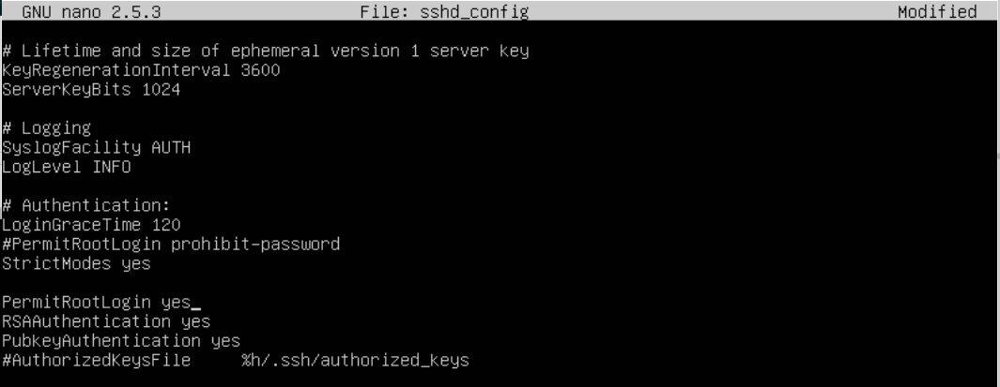 GNU nano 2.5.3 File: sshd_config Modified
# Lifetime and size of ephemeral version 1 server key
KeyRegenerationInterval 3600
ServerKeyBits 1024
# Logging
SyslogFacility AUTH
LogLevel INFO
# Authentication:
LoginGraceTime 120
#PermitRootLogin prohibit-password
StrictModes yes
PermitRootLogin yes_
RSAAuthentication yes
PubkeyAuthentication yes
#AuthorizedKeysFile %h/.ssh/authorized_keys